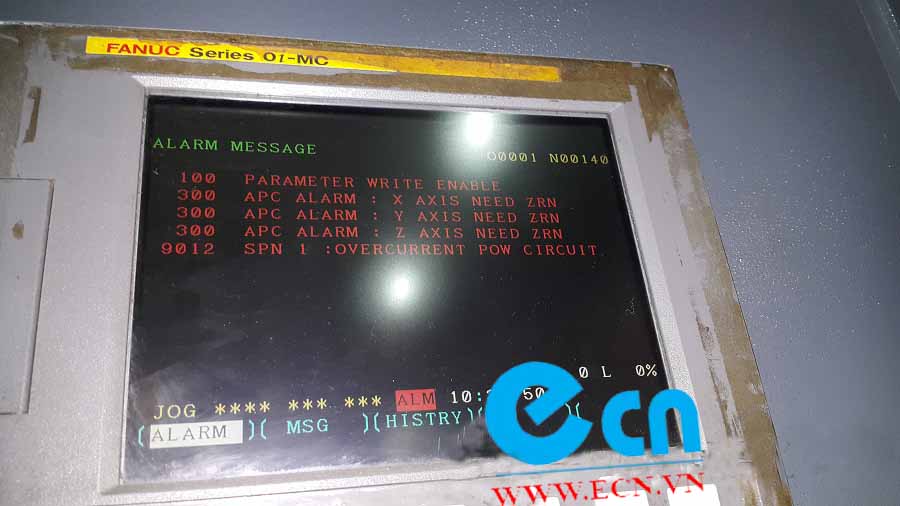 FANUC Series 0i-MC
ALARM MESSAGE
O0001 N00140
100 PARAMETER WRITE ENABLE
300 APC ALARM : X AXIS NEED ZRN
300 APC ALARM : Y AXIS NEED ZRN
300 APC ALARM : Z AXIS NEED ZRN
9012 SPN 1 :OVERCURRENT POW CIRCUIT
0 L 0%
JOG **** *** *** ALM 10: 50
(ALARM )( MSG )(HISTRY)( )(
ecn
WWW.ECN.VN